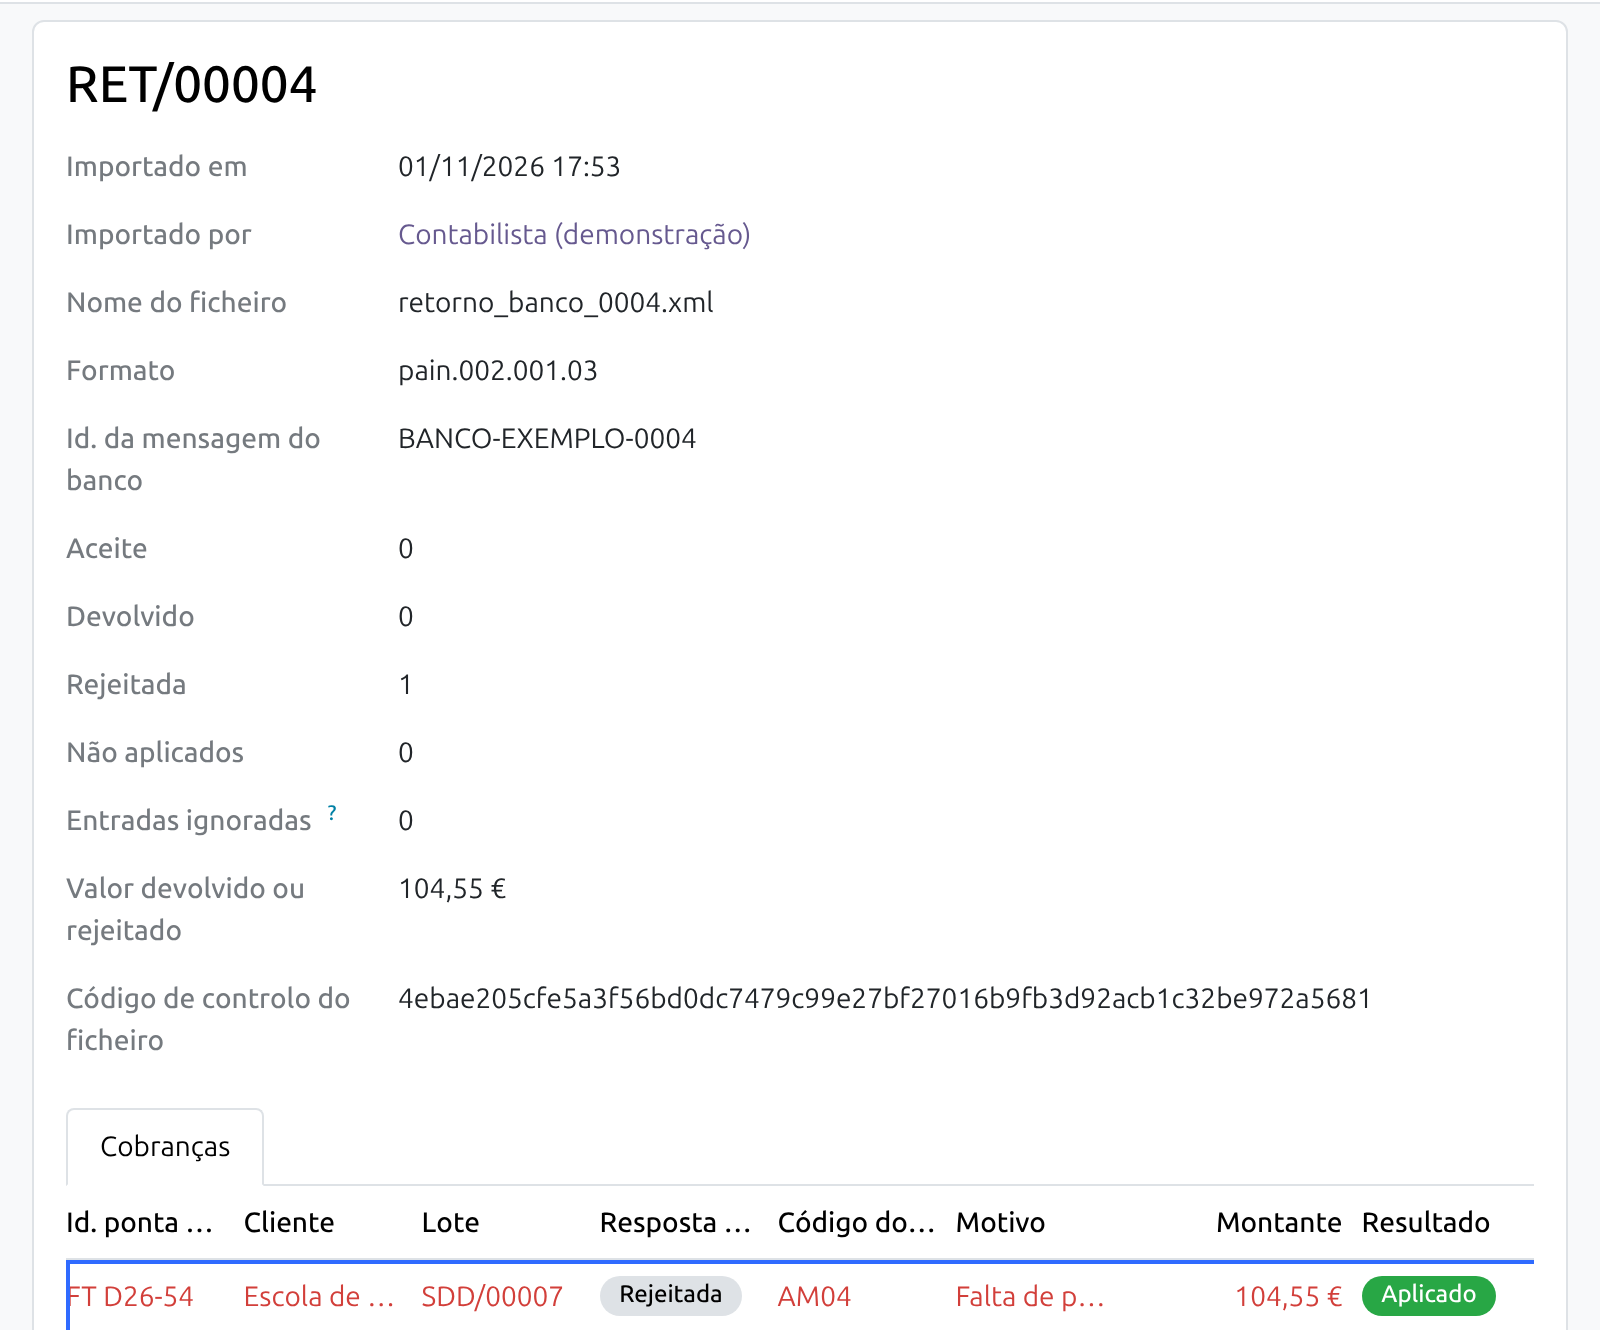 RET/00004
Importado em 01/11/2026 17:53
Importado por Contabilista (demonstração)
Nome do ficheiro retorno_banco_0004.xml
Formato pain.002.001.03
Id. da mensagem do banco BANCO-EXEMPLO-0004
Aceite 0
Devolvido 0
Rejeitada 1
Não aplicados 0
Entradas ignoradas ? 0
Valor devolvido ou rejeitado 104,55 €
Código de controlo do ficheiro 4ebae205cfe5a3f56bd0dc7479c99e27bf27016b9fb3d92acb1c32be972a5681
Cobranças
Id. ponta ... Cliente Lote Resposta ... Código do... Motivo Montante Resultado
FT D26-54 Escola de ... SDD/00007 Rejeitada AM04 Falta de p... 104,55 € Aplicado